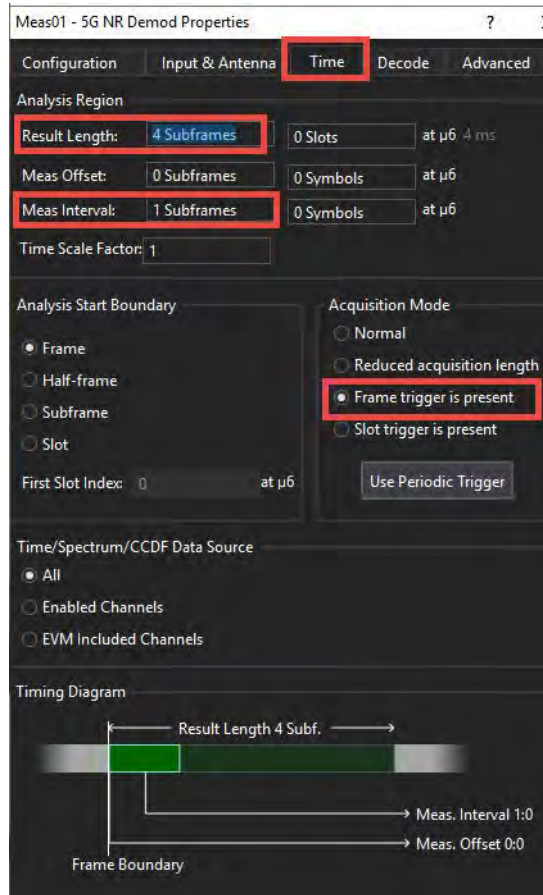 Meas01 - 5G NR Demod Properties ?
Configuration Input & Antenna Time Decode Advanced
Analysis Region
Result Length: 4 Subframes 0 Slots at µ6 4 ms
Meas Offset: 0 Subframes 0 Symbols at µ6
Meas Interval: 1 Subframes 0 Symbols at µ6
Time Scale Factor: 1
Analysis Start Boundary
Frame
Half-frame
Subframe
Slot
First Slot Index: 0 at µ6
Acquisition Mode
Normal
Reduced acquisition length
Frame trigger is present
Slot trigger is present
Use Periodic Trigger
Time/Spectrum/CCDF Data Source
All
Enabled Channels
EVM Included Channels
Timing Diagram
Result Length 4 Subf.
Meas. Interval 1:0
Meas. Offset 0:0
Frame Boundary